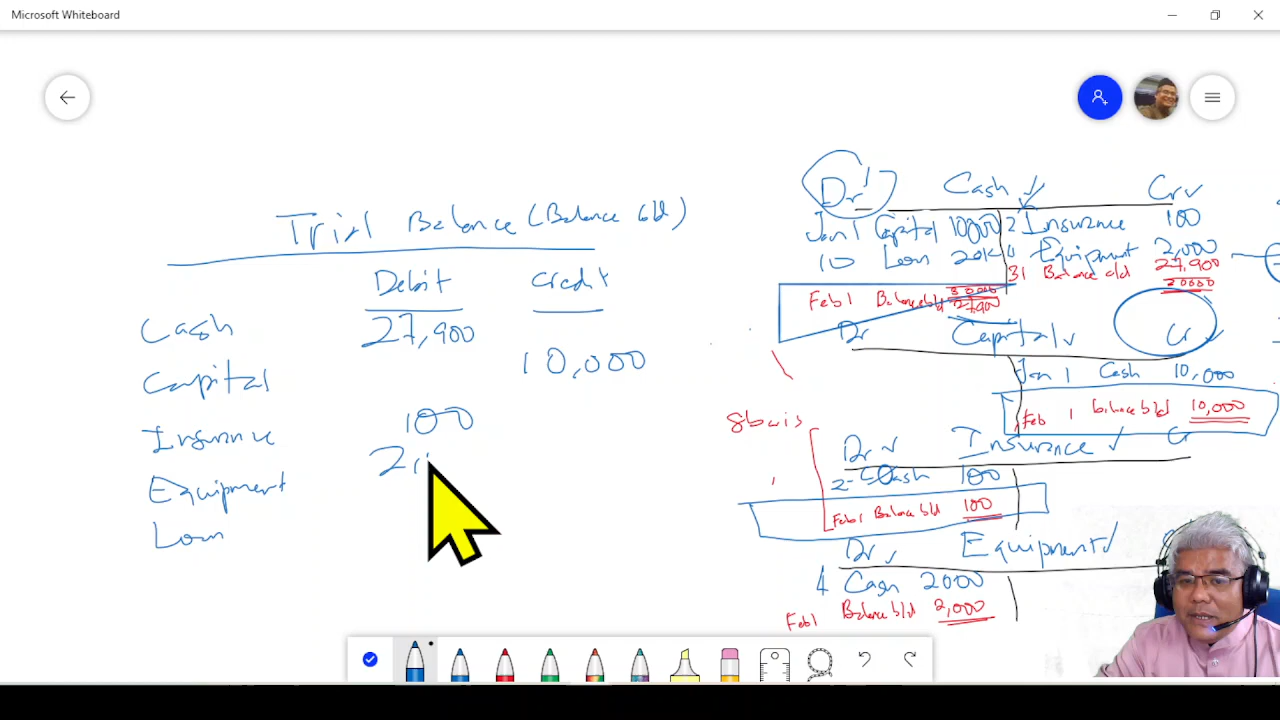 Microsoft Whiteboard
Trial Balance (Balance b/d)
Debit Credit
Cash 27,900
Capital 10,000
Insurance 100
Equipment 2,
Loan
Dr Cash Cr
Jan 1 Capital 10000 2 Insurance 100
10 Loan 20K 4 Equipment 2,000
31 Balance c/d 27,900
Feb 1 Balance b/d 27,900
Dr Capital Cr
Jan 1 Cash 10,000
Feb 1 balance b/d 10,000
Dr Insurance Cr
2 Cash 100
Feb 1 Balance b/d 100
Dr Equipment
4 Cash 2000
Feb 1 Balance b/d 2,000